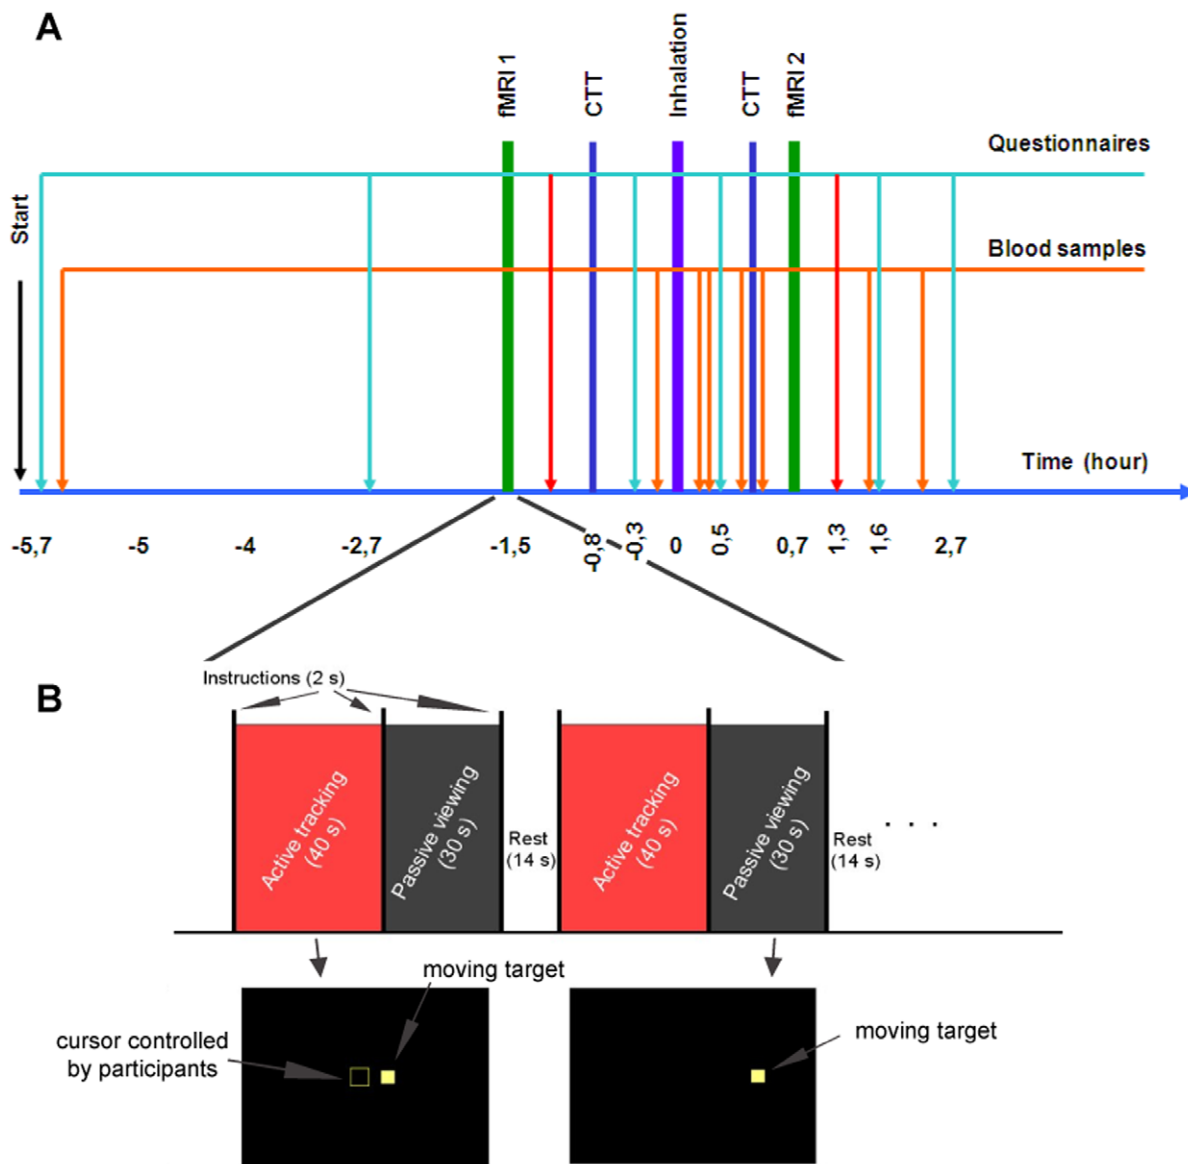 A
fMRI 1
CTT
Inhalation
CTT
fMRI 2
Questionnaires
Start
Blood samples
Time (hour)
-5,7 -5 -4 -2,7 -1,5 -0,8 -0,3 0 0,5 0,7 1,3 1,6 2,7
Instructions (2 s)
B
Active tracking
(40 s)
Passive viewing
(30 s)
Rest
(14 s)
Active tracking
(40 s)
Passive viewing
(30 s)
Rest
(14 s)
. . .
moving target
cursor controlled
by participants
moving target